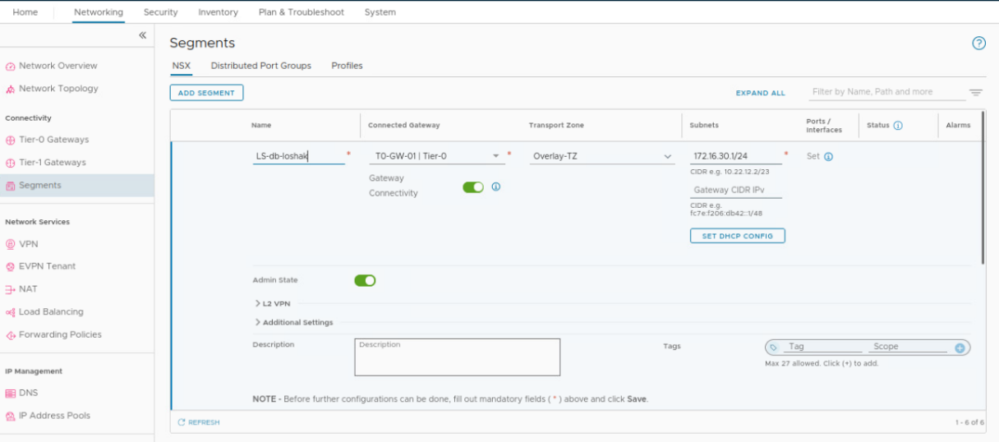 Home Networking Security Inventory Plan & Troubleshoot System
«
Segments
NSX Distributed Port Groups Profiles
ADD SEGMENT EXPAND ALL Filter by Name, Path and more
Network Overview
Network Topology
Connectivity
Tier-0 Gateways
Tier-1 Gateways
Segments
Network Services
VPN
EVPN Tenant
NAT
Load Balancing
Forwarding Policies
IP Management
DNS
IP Address Pools
Name Connected Gateway Transport Zone Subnets Ports / Interfaces Status Alarms
LS-db-loshak * T0-GW-01 | Tier-0 * Overlay-TZ 172.16.30.1/24 * Set
CIDR e.g. 10.22.12.2/23
Gateway
Connectivity
Gateway CIDR IPv
CIDR e.g.
fc7e:f206:db42::1/48
SET DHCP CONFIG
Admin State
L2 VPN
Additional Settings
Description Description Tags Tag Scope
Max 27 allowed. Click (+) to add.
NOTE - Before further configurations can be done, fill out mandatory fields ( * ) above and click Save.
REFRESH 1 - 6 of 6